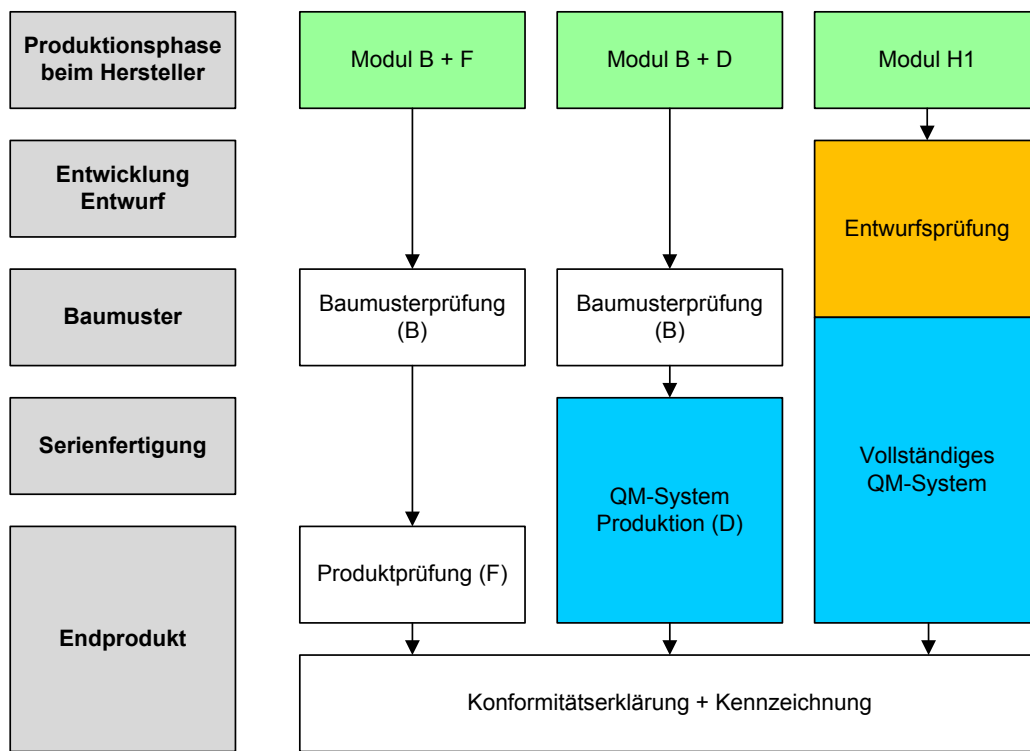 Produktionsphase
beim Hersteller
Modul B + F
Modul B + D
Modul H1
Entwicklung
Entwurf
Entwurfsprüfung
Baumuster
Baumusterprüfung
(B)
Baumusterprüfung
(B)
Serienfertigung
Vollständiges
QM-System
QM-System
Produktion (D)
Produktprüfung (F)
Endprodukt
Konformitätserklärung + Kennzeichnung